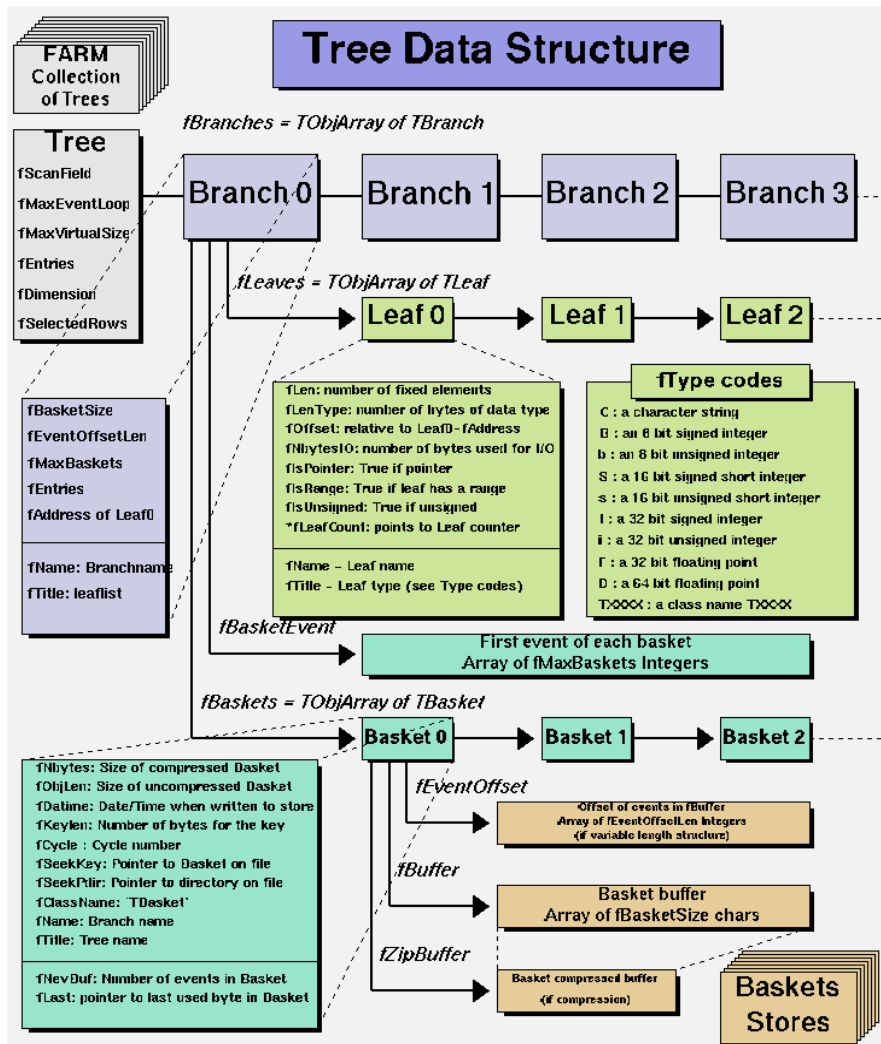 FARM
Collection
of Trees
Tree Data Structure
fBranches = TObjArray of TBranch
Tree
fScanField
fMaxEventLoop
fMaxVirtualSize
fEntries
fDimension
fSelectedRows
Branch 0
Branch 1
Branch 2
Branch 3
fLeaves = TObjArray of TLeaf
Leaf 0
Leaf 1
Leaf 2
fBasketSize
fEventOffsetLen
fMaxBaskets
fEntries
fAddress of Leaf0
fName: Branchname
fTitle: leaflist
fLen: number of fixed elements
fLenType: number of bytes of data type
fOffset: relative to Leaf0-fAddress
fNbytesIO: number of bytes used for I/O
fIsPointer: True if pointer
fIsRange: True if leaf has a range
fIsUnsigned: True if unsigned
*fLeafCount: points to Leaf counter
fName - Leaf name
fTitle - Leaf type (see Type codes)
fType codes
C : a character string
B : an 8 bit signed integer
b : an 8 bit unsigned integer
S : a 16 bit signed short integer
s : a 16 bit unsigned short integer
I : a 32 bit signed integer
i : a 32 bit unsigned integer
F : a 32 bit floating point
D : a 64 bit floating point
TXXXX : a class name TXXXX
fBasketEvent
First event of each basket
Array of fMaxBaskets Integers
fBaskets = TObjArray of TBasket
Basket 0
Basket 1
Basket 2
fNbytes: Size of compressed Basket
fObjLen: Size of uncompressed Basket
fDatime: Date/Time when written to store
fKeylen: Number of bytes for the key
fCycle : Cycle number
fSeekKey: Pointer to Basket on file
fSeekPdir: Pointer to directory on file
fClassName: 'TBasket'
fName: Branch name
fTitle: Tree name
fNevBuf: Number of events in Basket
fLast: pointer to last used byte in Basket
fEventOffset
Offset of events in fBuffer
Array of fEventOffsetLen Integers
(if variable length structure)
fBuffer
Basket buffer
Array of fBasketSize chars
fZipBuffer
Basket compressed buffer
(if compression)
Baskets
Stores